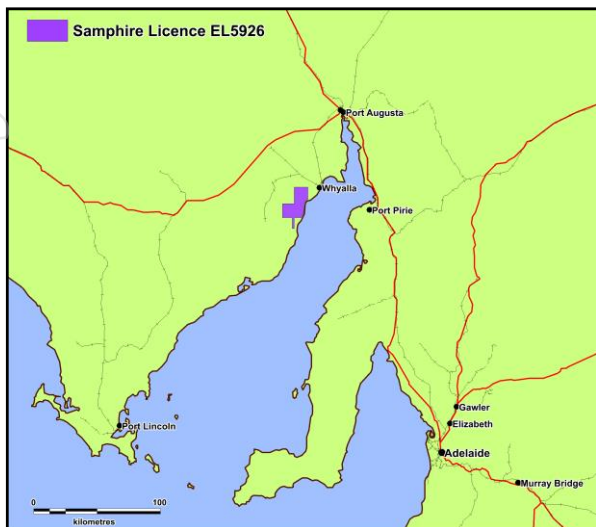 Samphire Licence EL5926
Port Augusta
Whyalla
Port Pirie
Gawler
Elizabeth
Port Lincoln
Adelaide
Murray Bridge
0 100
kilometres